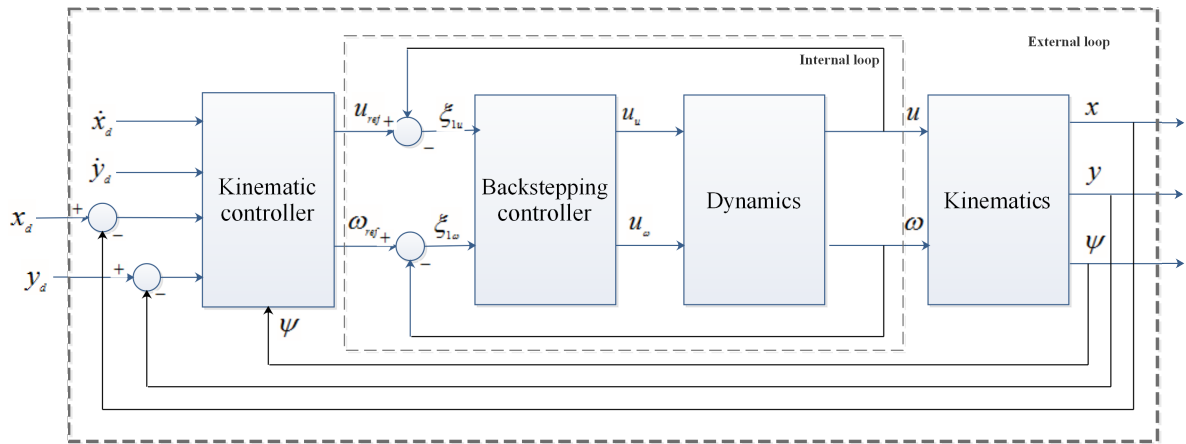 External loop
Internal loop
ẋ_d
ẏ_d
x_d
+
−
y_d
+
−
Kinematic
controller
ψ
u_ref
+
−
ξ_1u
ω_ref
+
−
ξ_1ω
Backstepping
controller
u_u
u_ω
Dynamics
u
ω
Kinematics
x
y
ψ